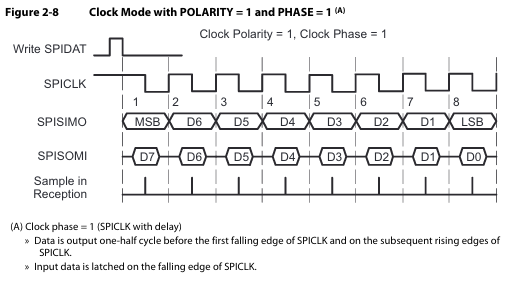 Figure 2-8 Clock Mode with POLARITY = 1 and PHASE = 1 (A)
Clock Polarity = 1, Clock Phase = 1
Write SPIDAT
SPICLK
1 2 3 4 5 6 7 8
SPISIMO MSB D6 D5 D4 D3 D2 D1 LSB
SPISOMI D7 D6 D5 D4 D3 D2 D1 D0
Sample in
Reception
(A) Clock phase = 1 (SPICLK with delay)
» Data is output one-half cycle before the first falling edge of SPICLK and on the subsequent rising edges of
SPICLK.
» Input data is latched on the falling edge of SPICLK.